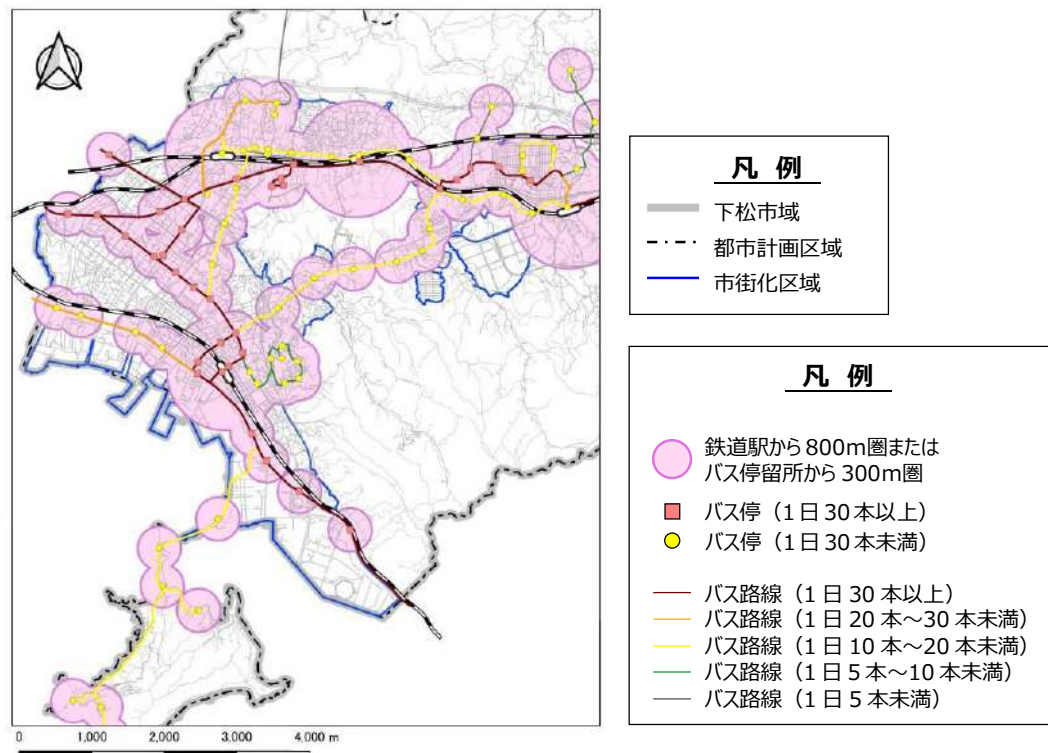 凡 例
下松市域
都市計画区域
市街化区域
凡 例
鉄道駅から800m圏または
バス停留所から300m圏
バス停（1日30本以上）
バス停（1日30本未満）
バス路線（1日30本以上）
バス路線（1日20本～30本未満）
バス路線（1日10本～20本未満）
バス路線（1日5本～10本未満）
バス路線（1日5本未満）
0 1,000 2,000 3,000 4,000 m